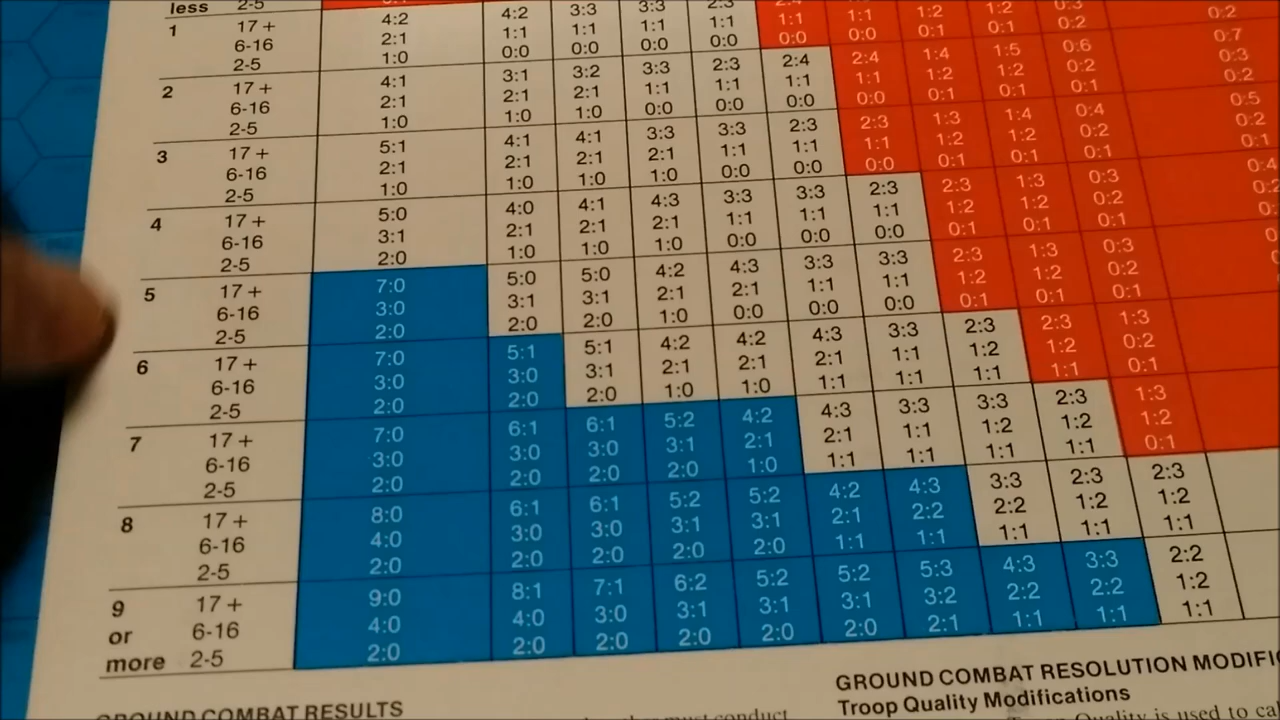 less 2-5
1 17 + 4:2 4:2 3:3 3:3 2:3 1:1 1:1 1:2 1:2 0:3 0:2
6-16 2:1 1:1 1:1 1:1 1:1 0:0 0:0 0:1 0:1 0:2
2-5 1:0 0:0 0:0 0:0 0:0
2 17 + 4:1 3:1 3:2 3:3 2:3 2:4 2:4 1:4 1:5 0:6 0:7
6-16 2:1 2:1 2:1 1:1 1:1 1:1 1:1 1:2 1:2 0:2 0:3
2-5 1:0 1:0 1:0 0:0 0:0 0:0 0:0 0:1 0:1 0:1 0:2
3 17 + 5:1 4:1 4:1 3:3 3:3 2:3 2:3 1:3 1:4 0:4 0:5
6-16 2:1 2:1 2:1 2:1 1:1 1:1 1:1 1:2 1:2 0:2 0:2
2-5 1:0 1:0 1:0 1:0 0:0 0:0 0:0 0:1 0:1 0:1 0:1
4 17 + 5:0 4:0 4:1 4:3 3:3 3:3 2:3 2:3 1:3 0:3 0:4
6-16 3:1 2:1 2:1 2:1 1:1 1:1 1:1 1:2 1:2 0:2
2-5 2:0 1:0 1:0 1:0 0:0 0:0 0:0 0:1 0:1 0:1
5 17 + 7:0 5:0 5:0 4:2 4:3 3:3 3:3 2:3 1:3 0:3
6-16 3:0 3:1 3:1 2:1 2:1 1:1 1:1 1:2 1:2 0:2
2-5 2:0 2:0 2:0 1:0 0:0 0:0 0:0 0:1 0:1 0:1
6 17 + 7:0 5:1 5:1 4:2 4:2 4:3 3:3 2:3 2:3 1:3
6-16 3:0 3:0 3:1 2:1 2:1 2:1 1:1 1:2 1:2 0:2
2-5 2:0 2:0 2:0 1:0 1:0 1:1 1:1 1:1 1:1 0:1
7 17 + 7:0 6:1 6:1 5:2 4:2 4:3 3:3 3:3 2:3 1:3
6-16 3:0 3:0 3:0 3:1 2:1 2:1 1:1 1:2 1:2 1:2
2-5 2:0 2:0 2:0 2:0 1:0 1:1 1:1 1:1 1:1 0:1
8 17 + 8:0 6:1 6:1 5:2 5:2 4:2 4:3 3:3 2:3 2:3
6-16 4:0 3:0 3:0 3:1 3:1 2:1 2:2 2:2 1:2 1:2
2-5 2:0 2:0 2:0 2:0 2:0 1:1 1:1 1:1 1:1 1:1
9 17 + 9:0 8:1 7:1 6:2 5:2 5:2 5:3 4:3 3:3 2:2
or 6-16 4:0 4:0 3:0 3:1 3:1 3:1 3:2 2:2 2:2 1:2
more 2-5 2:0 2:0 2:0 2:0 2:0 2:0 2:1 1:1 1:1 1:1
GROUND COMBAT RESULTS
must conduct
GROUND COMBAT RESOLUTION
Troop Quality Modifications
Troop Quality is used to